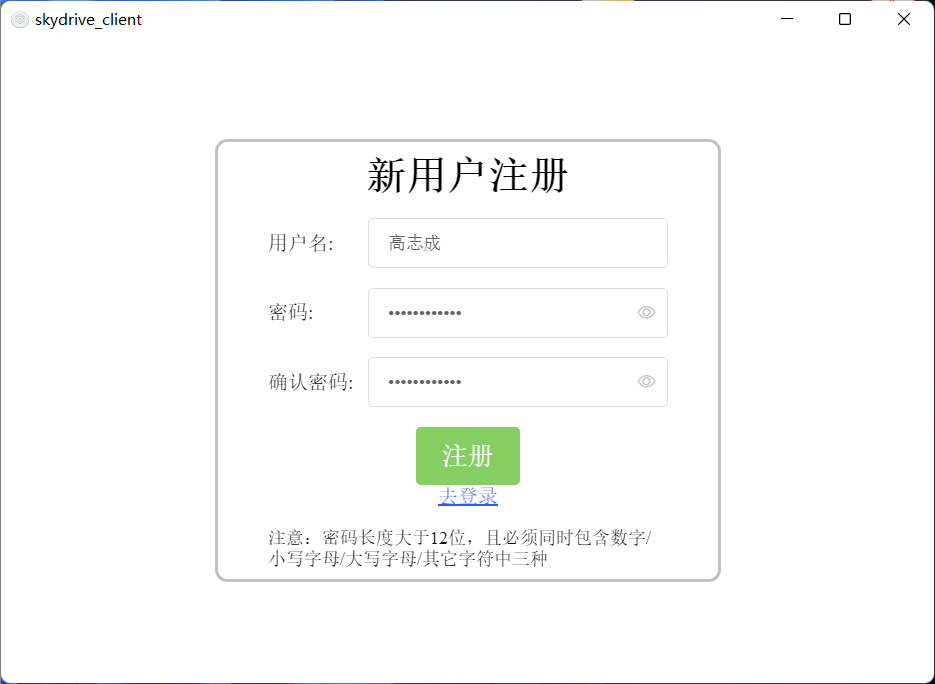 skydrive_client
新用户注册
用户名:
高志成
密码:
••••••••••••
确认密码:
••••••••••••
注册
去登录
注意：密码长度大于12位，且必须同时包含数字/
小写字母/大写字母/其它字符中三种